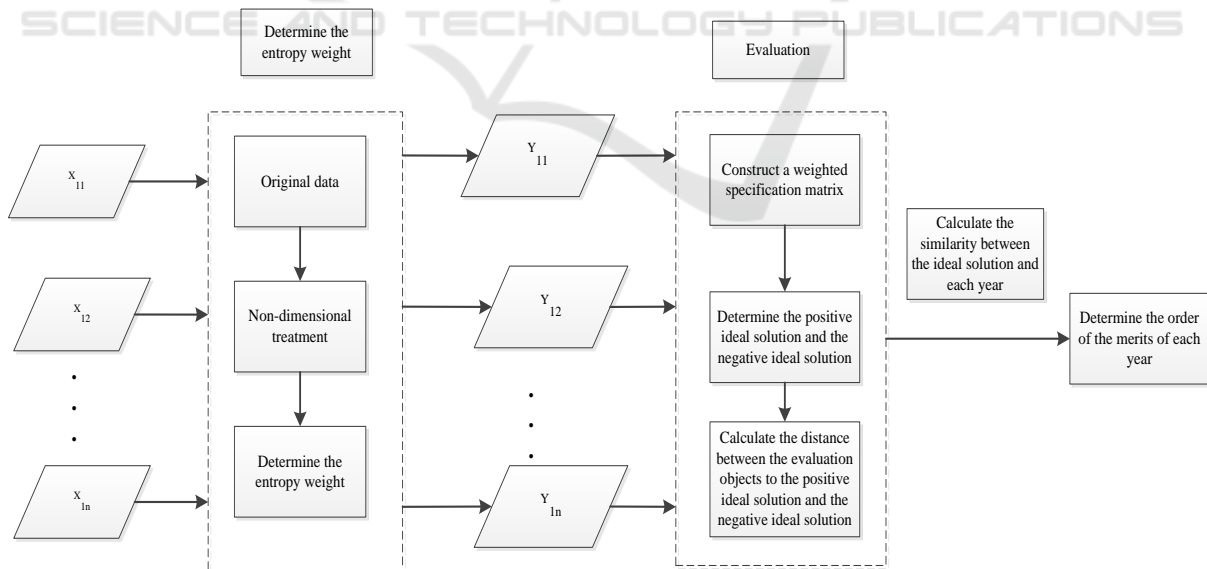 SCIENCE AND TECHNOLOGY PUBLICATIONS
Determine the
entropy weight
Evaluation
X
11
Original data
Y
11
Construct a weighted
specification matrix
Calculate the
similarity between
the ideal solution and
each year
X
12
Non-dimensional
treatment
Y
12
Determine the positive
ideal solution and the
negative ideal solution
Determine the order
of the merits of each
year
X
1n
Determine the
entropy weight
Y
1n
Calculate the distance
between the evaluation
objects to the positive
ideal solution and the
negative ideal solution